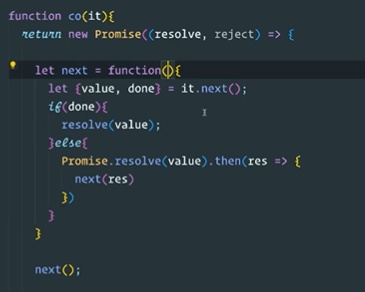 function co(it){
return new Promise((resolve, reject) => {
let next = function(){
let {value, done} = it.next();
if(done){
resolve(value);
}else{
Promise.resolve(value).then(res => {
next(res)
})
}
}
next();